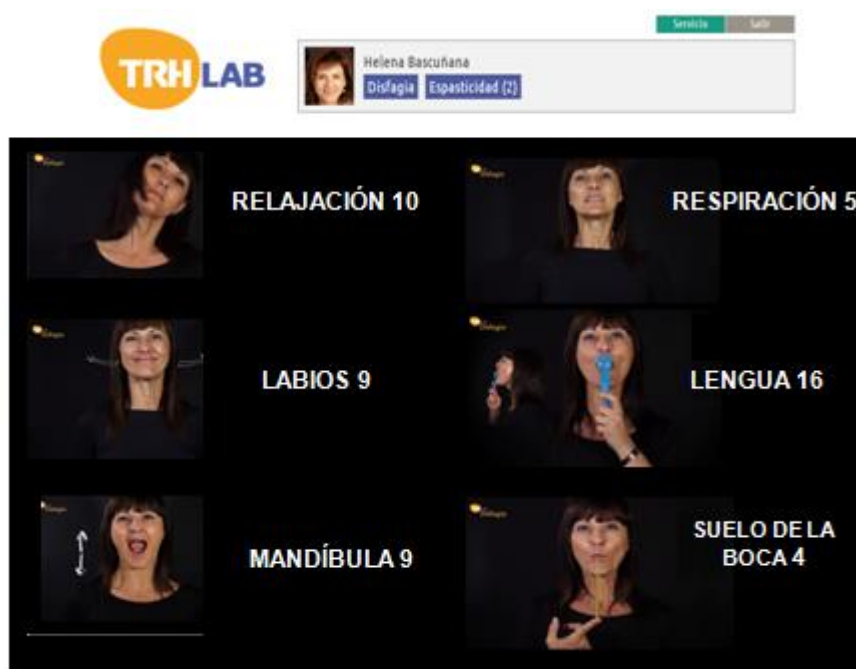 Servicio Salir
TRH LAB
Helena Bascuñana
Disfagia Espasticidad (2)
RELAJACIÓN 10
RESPIRACIÓN 5
LABIOS 9
LENGUA 16
MANDÍBULA 9
SUELO DE LA
BOCA 4